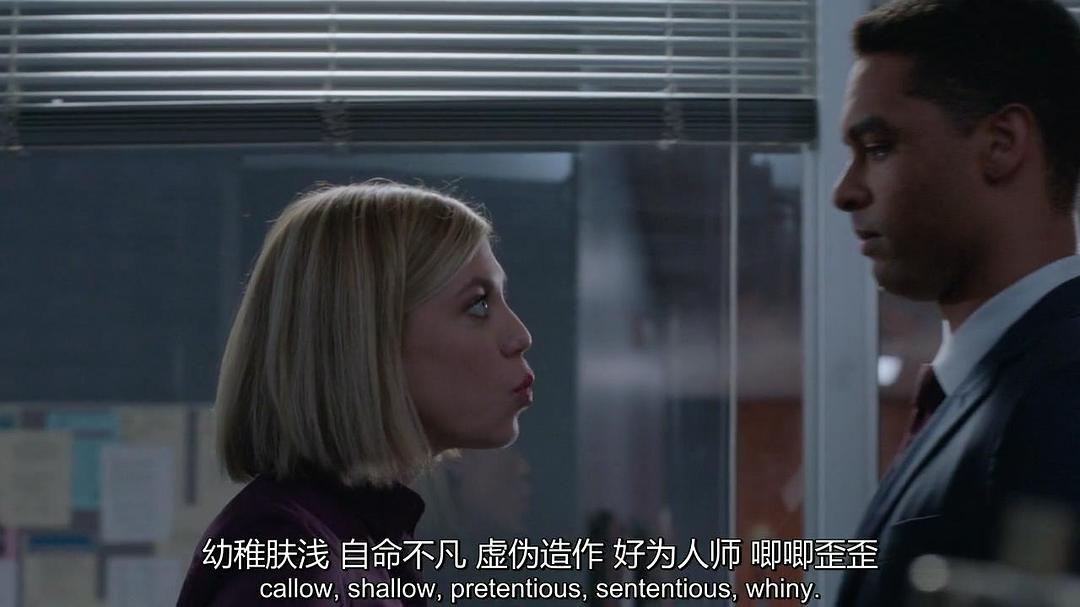 幼稚肤浅 自命不凡 虚伪造作 好为人师 唧唧歪歪
callow, shallow, pretentious, sententious, whiny.